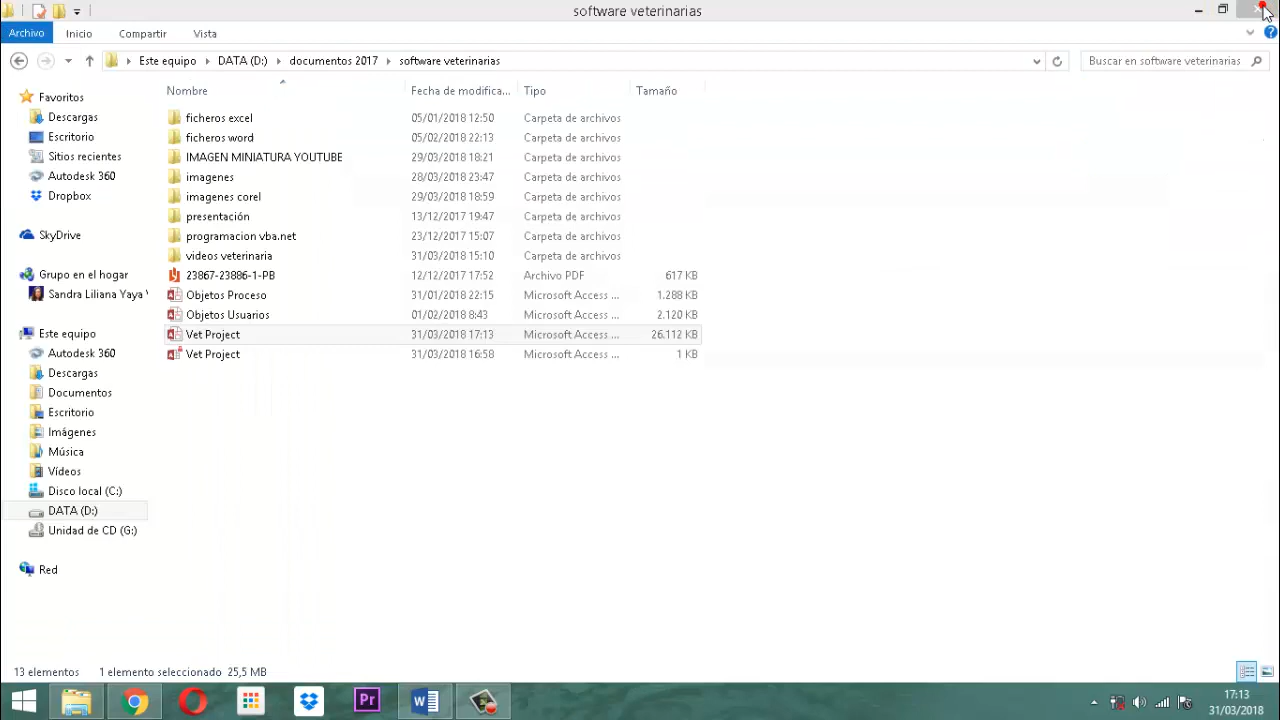 software veterinarias
Archivo Inicio Compartir Vista
Este equipo DATA (D:) documentos 2017 software veterinarias Buscar en software veterinarias
Nombre Fecha de modifica... Tipo Tamaño
Favoritos
Descargas
Escritorio
Sitios recientes
Autodesk 360
Dropbox
SkyDrive
Grupo en el hogar
Sandra Liliana Yaya
Este equipo
Autodesk 360
Descargas
Documentos
Escritorio
Imágenes
Música
Vídeos
Disco local (C:)
DATA (D:)
Unidad de CD (G:)
Red
ficheros excel 05/01/2018 12:50 Carpeta de archivos
ficheros word 05/02/2018 22:13 Carpeta de archivos
IMAGEN MINIATURA YOUTUBE 29/03/2018 18:21 Carpeta de archivos
imagenes 28/03/2018 23:47 Carpeta de archivos
imagenes corel 29/03/2018 18:59 Carpeta de archivos
presentación 13/12/2017 19:47 Carpeta de archivos
programacion vba.net 23/12/2017 15:07 Carpeta de archivos
videos veterinaria 31/03/2018 15:10 Carpeta de archivos
23867-23886-1-PB 12/12/2017 17:52 Archivo PDF 617 KB
Objetos Proceso 31/01/2018 22:15 Microsoft Access ... 1.288 KB
Objetos Usuarios 01/02/2018 8:43 Microsoft Access ... 2.120 KB
Vet Project 31/03/2018 17:13 Microsoft Access ... 26.112 KB
Vet Project 31/03/2018 16:58 Microsoft Access ... 1 KB
13 elementos 1 elemento seleccionado 25,5 MB
Pr
17:13
31/03/2018